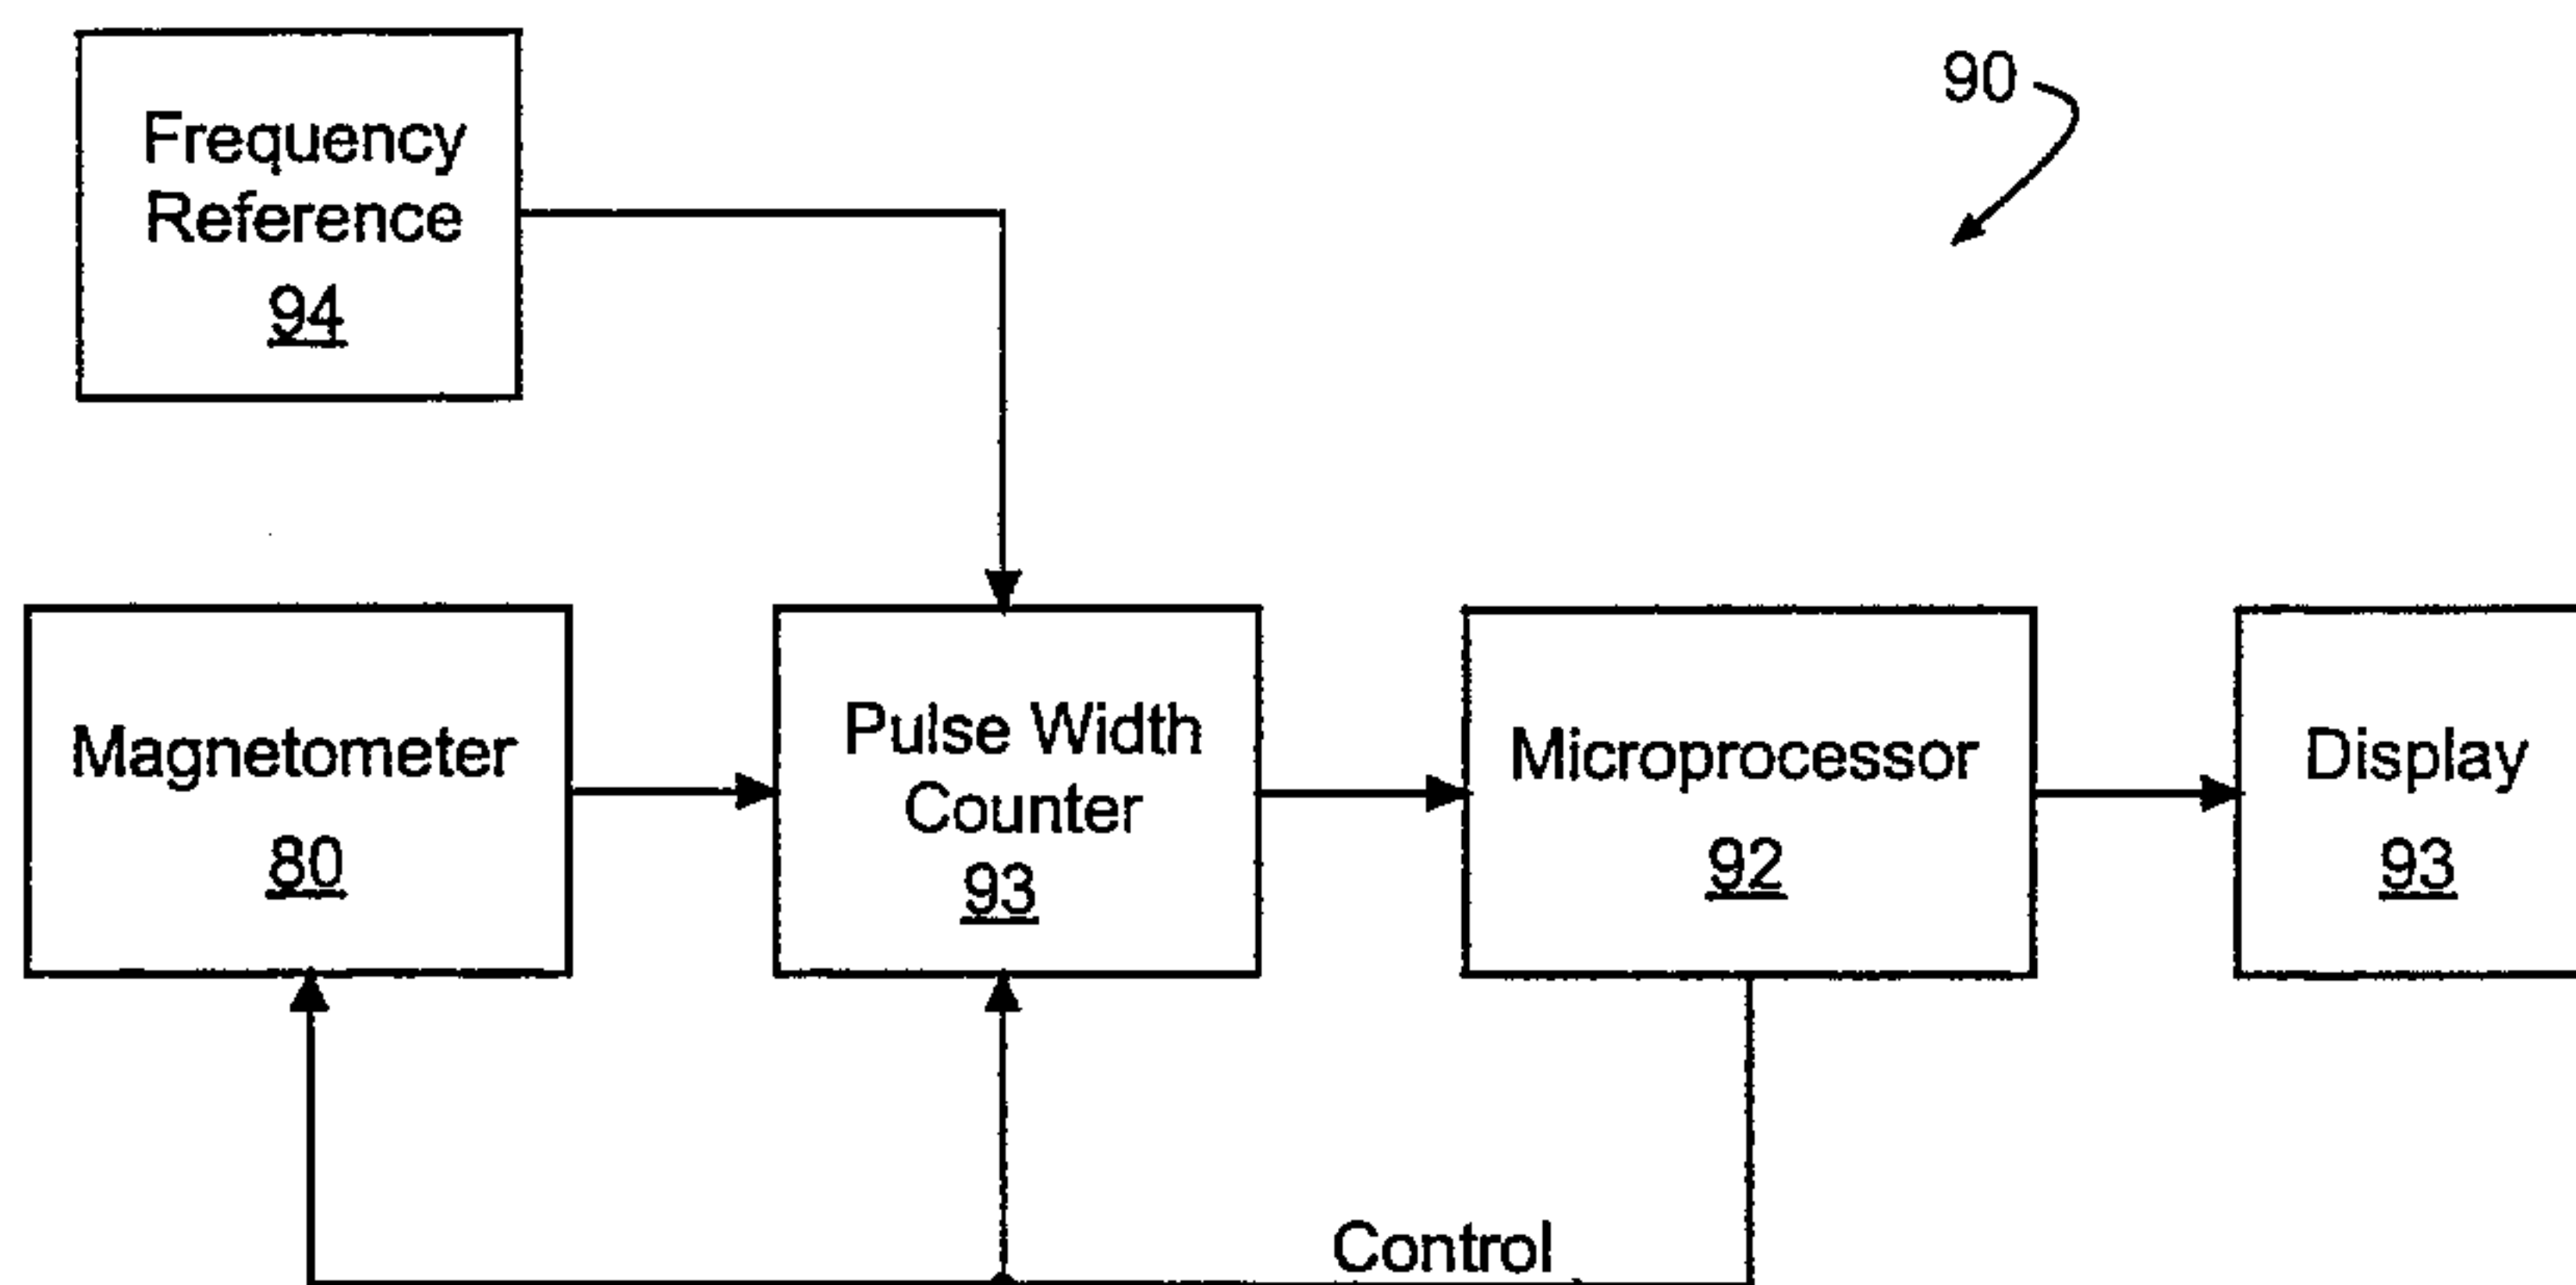 Frequency
Reference
94
90
Magnetometer
80
Pulse Width
Counter
93
Microprocessor
92
Display
93
Control